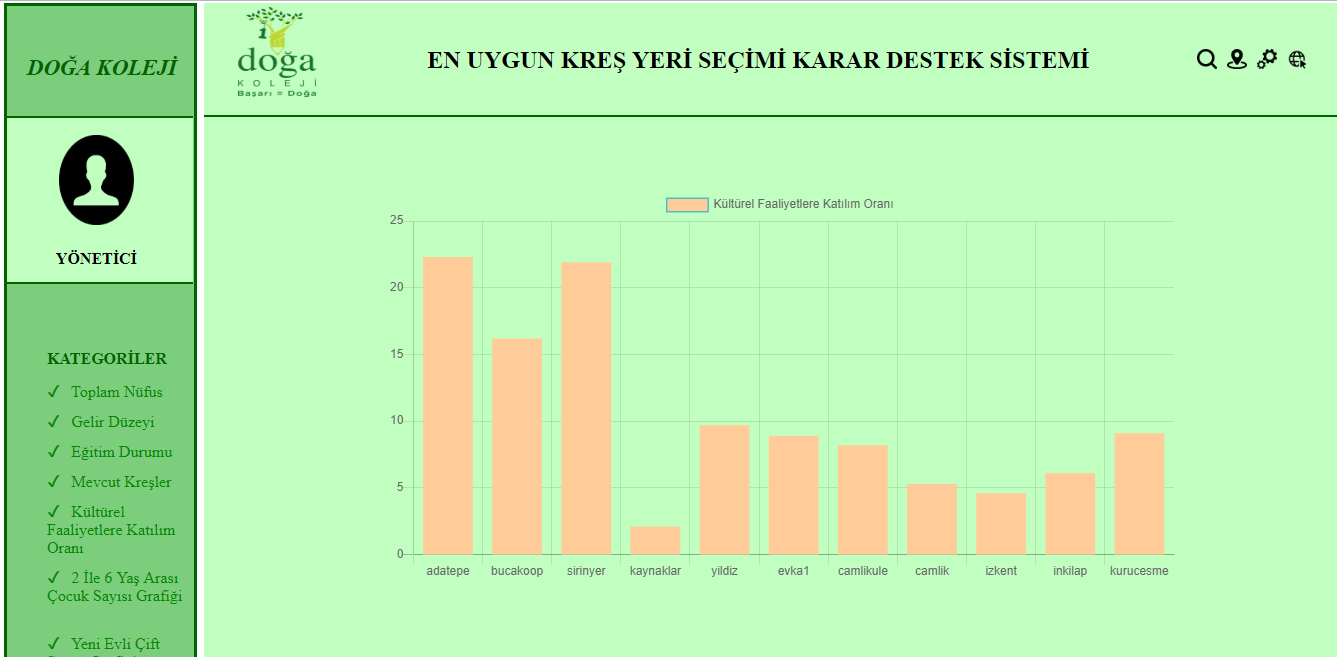 DOĞA KOLEJİ
YÖNETİCİ
KATEGORİLER
Toplam Nüfus
Gelir Düzeyi
Eğitim Durumu
Mevcut Kreşler
Kültürel
Faaliyetlere Katılım
Oranı
2 İle 6 Yaş Arası
Çocuk Sayısı Grafiği
Yeni Evli Çift
1
doğa
KOLEJİ
Başarı = Doğa
EN UYGUN KREŞ YERİ SEÇİMİ KARAR DESTEK SİSTEMİ
Kültürel Faaliyetlere Katılım Oranı
25
20
15
10
5
0
adatepe bucakoop sirinyer kaynaklar yildiz evka1 camlikule camlik izkent inkilap kurucesme